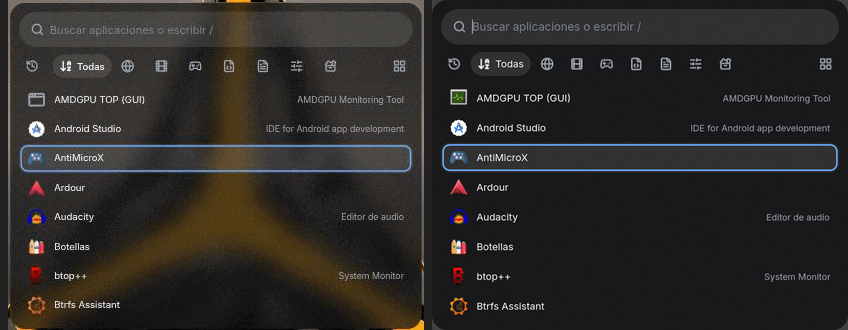 Buscar aplicaciones o escribir /
Todas
AMDGPU TOP (GUI) AMDGPU Monitoring Tool
Android Studio IDE for Android app development
AntiMicroX
Ardour
Audacity Editor de audio
Botellas
btop++ System Monitor
Btrfs Assistant
Buscar aplicaciones o escribir /
Todas
AMDGPU TOP (GUI) AMDGPU Monitoring Tool
Android Studio IDE for Android app development
AntiMicroX
Ardour
Audacity Editor de audio
Botellas
btop++ System Monitor
Btrfs Assistant